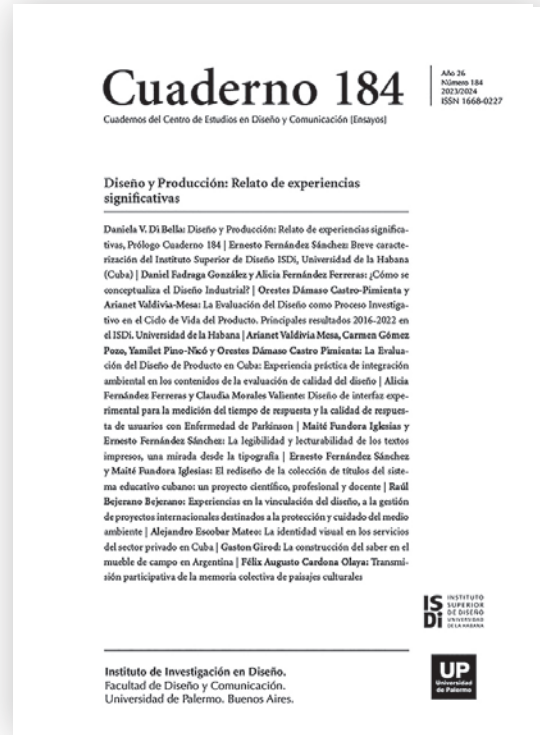 Cuaderno 184
Cuadernos del Centro de Estudios en Diseño y Comunicación [Ensayos]
Año 26
Número 184
2023/2024
ISSN 1668-0227
Diseño y Producción: Relato de experiencias
significativas
Daniela V. Di Bella: Diseño y Producción: Relato de experiencias significa-
tivas, Prólogo Cuaderno 184 | Ernesto Fernández Sánchez: Breve caracte-
rización del Instituto Superior de Diseño ISDi, Universidad de la Habana
(Cuba) | Daniel Fadraga González y Alicia Fernández Ferreras: ¿Cómo se
conceptualiza el Diseño Industrial? | Orestes Dámaso Castro-Pimienta y
Arianet Valdivia-Mesa: La Evaluación del Diseño como Proceso Investiga-
tivo en el Ciclo de Vida del Producto. Principales resultados 2016-2022 en
el ISDi. Universidad de la Habana | Arianet Valdivia Mesa, Carmen Gómez
Pozo, Yamilet Pino-Nicó y Orestes Dámaso Castro Pimienta: La Evalua-
ción del Diseño de Producto en Cuba: Experiencia práctica de integración
ambiental en los contenidos de la evaluación de calidad del diseño | Alicia
Fernández Ferreras y Claudia Morales Valiente: Diseño de interfaz expe-
rimental para la medición del tiempo de respuesta y la calidad de respues-
ta de usuarios con Enfermedad de Parkinson | Maité Fundora Iglesias y
Ernesto Fernández Sánchez: La legibilidad y lecturabilidad de los textos
impresos, una mirada desde la tipografía | Ernesto Fernández Sánchez
y Maité Fundora Iglesias: El rediseño de la colección de títulos del siste-
ma educativo cubano: un proyecto científico, profesional y docente | Raúl
Bejerano Bejerano: Experiencias en la vinculación del diseño, a la gestión
de proyectos internacionales destinados a la protección y cuidado del medio
ambiente | Alejandro Escobar Mateo: La identidad visual en los servicios
del sector privado en Cuba | Gaston Girod: La construcción del saber en el
mueble de campo en Argentina | Félix Augusto Cardona Olaya: Transmi-
sión participativa de la memoria colectiva de paisajes culturales
ISDi
INSTITUTO
SUPERIOR
DE DISEÑO
UNIVERSIDAD
DE LA HABANA
Instituto de Investigación en Diseño.
Facultad de Diseño y Comunicación.
Universidad de Palermo. Buenos Aires.
UP
Universidad
de Palermo